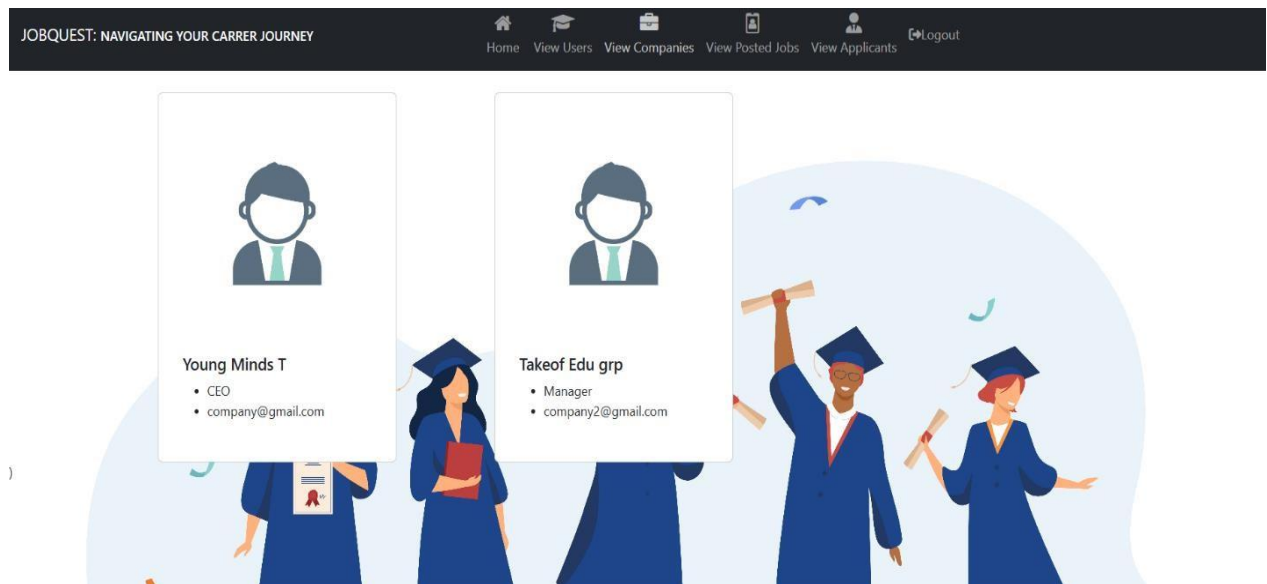 JOBQUEST: NAVIGATING YOUR CARRER JOURNEY
Home View Users View Companies View Posted Jobs View Applicants Logout
Young Minds T
• CEO
• company@gmail.com
Takeof Edu grp
• Manager
• company2@gmail.com
)